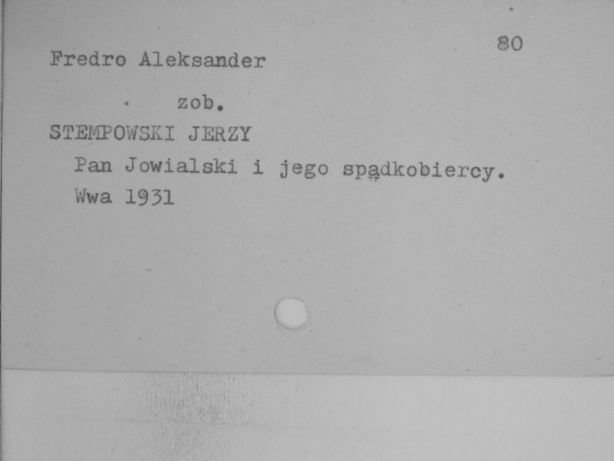 80
Fredro Aleksander
zob.
STEMPOWSKI JERZY
Pan Jowialski i jego spądkobiercy.
Wwa 1931